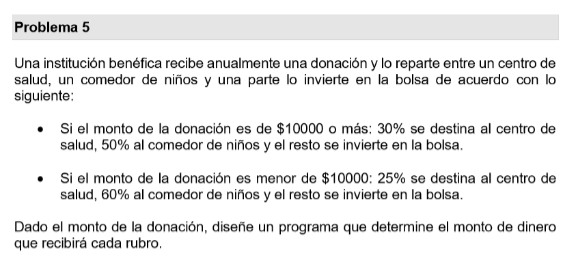 Problema 5
Una institución benéfica recibe anualmente una donación y lo reparte entre un centro de
salud, un comedor de niños y una parte lo invierte en la bolsa de acuerdo con lo
siguiente:
• Si el monto de la donación es de $10000 o más: 30% se destina al centro de
salud, 50% al comedor de niños y el resto se invierte en la bolsa.
• Si el monto de la donación es menor de $10000: 25% se destina al centro de
salud, 60% al comedor de niños y el resto se invierte en la bolsa.
Dado el monto de la donación, diseñe un programa que determine el monto de dinero
que recibirá cada rubro.